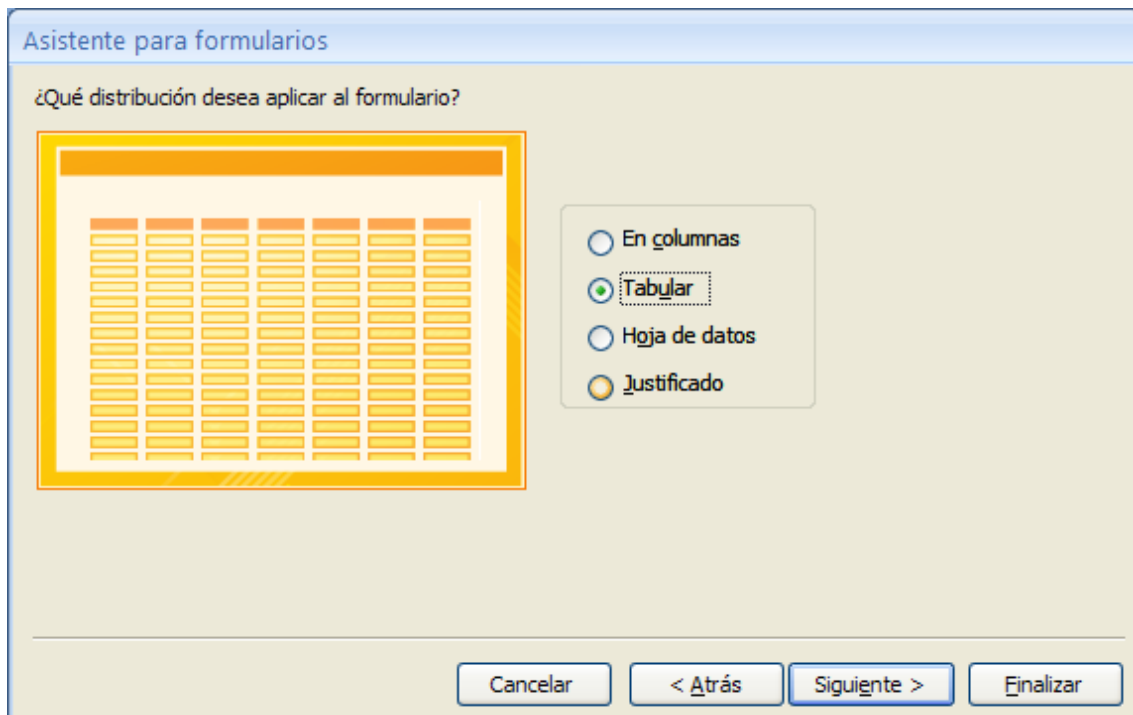 Asistente para formularios
¿Qué distribución desea aplicar al formulario?
En columnas
Tabular
Hoja de datos
Justificado
Cancelar
< Atrás
Siguiente >
Finalizar